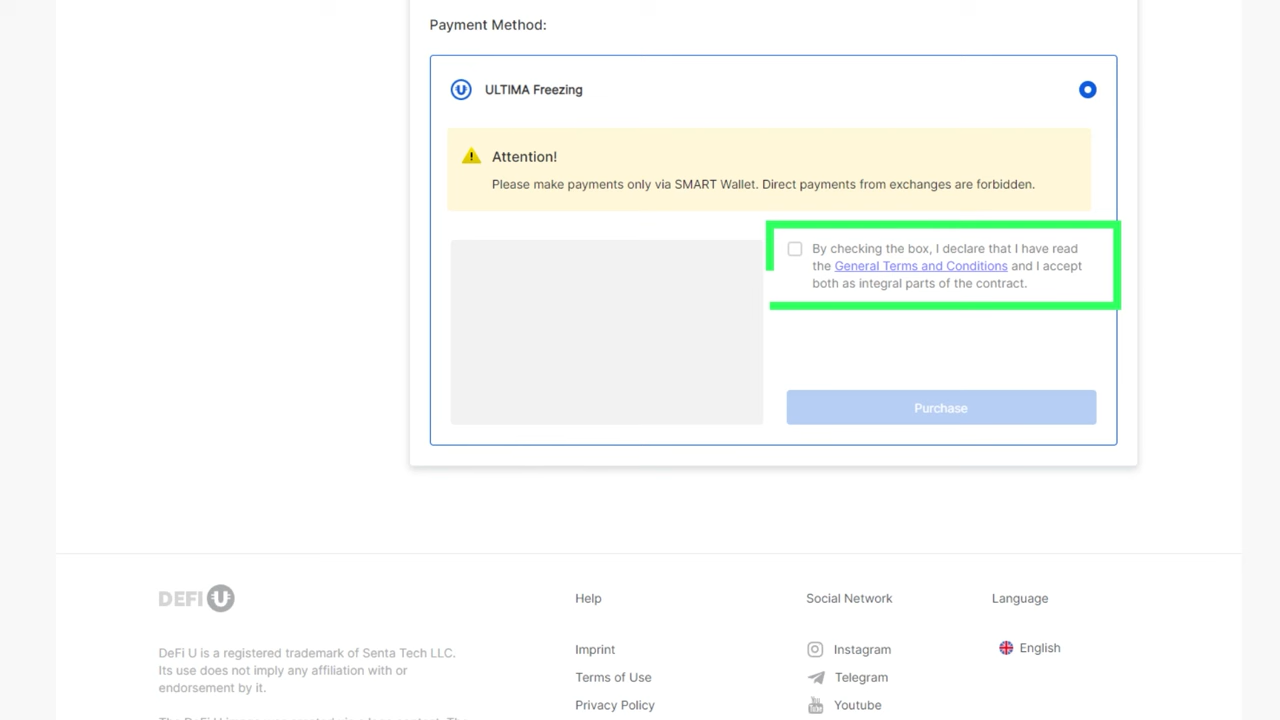 Payment Method:
ULTIMA Freezing
Attention!
Please make payments only via SMART Wallet. Direct payments from exchanges are forbidden.
By checking the box, I declare that I have read
the General Terms and Conditions and I accept
both as integral parts of the contract.
Purchase
DEFI U
DeFi U is a registered trademark of Senta Tech LLC.
Its use does not imply any affiliation with or
endorsement by it.
Help
Imprint
Terms of Use
Privacy Policy
Social Network
Instagram
Telegram
Youtube
Language
English